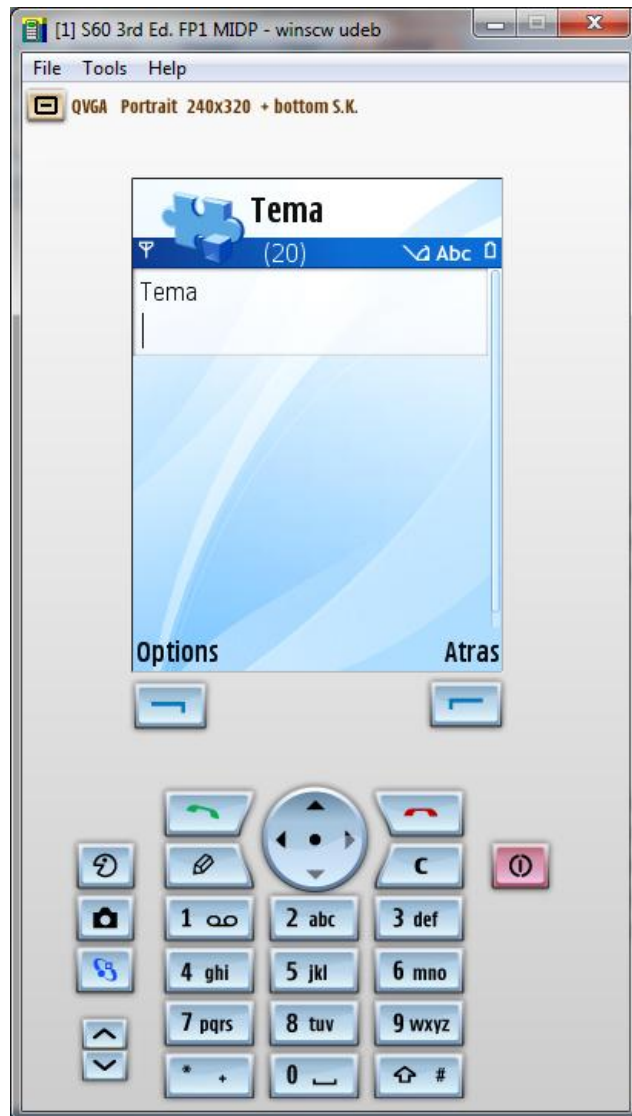 [1] S60 3rd Ed. FP1 MIDP - winscw udeb
File Tools Help
QVGA Portrait 240x320 + bottom S.K.
Tema
(20) Abc
Tema
Options Atras
C
1 2 abc 3 def
4 ghi 5 jkl 6 mno
7 pqrs 8 tuv 9 wxyz
* + 0 #